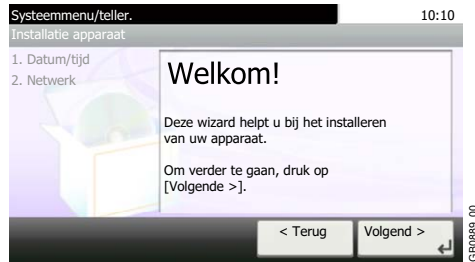 Systeemmenu/teller.
10:10
Installatie apparaat
1. Datum/tijd
2. Netwerk
Welkom!
Deze wizard helpt u bij het installeren
van uw apparaat.
Om verder te gaan, druk op
[Volgende >].
< Terug
Volgend >
GB0889_00